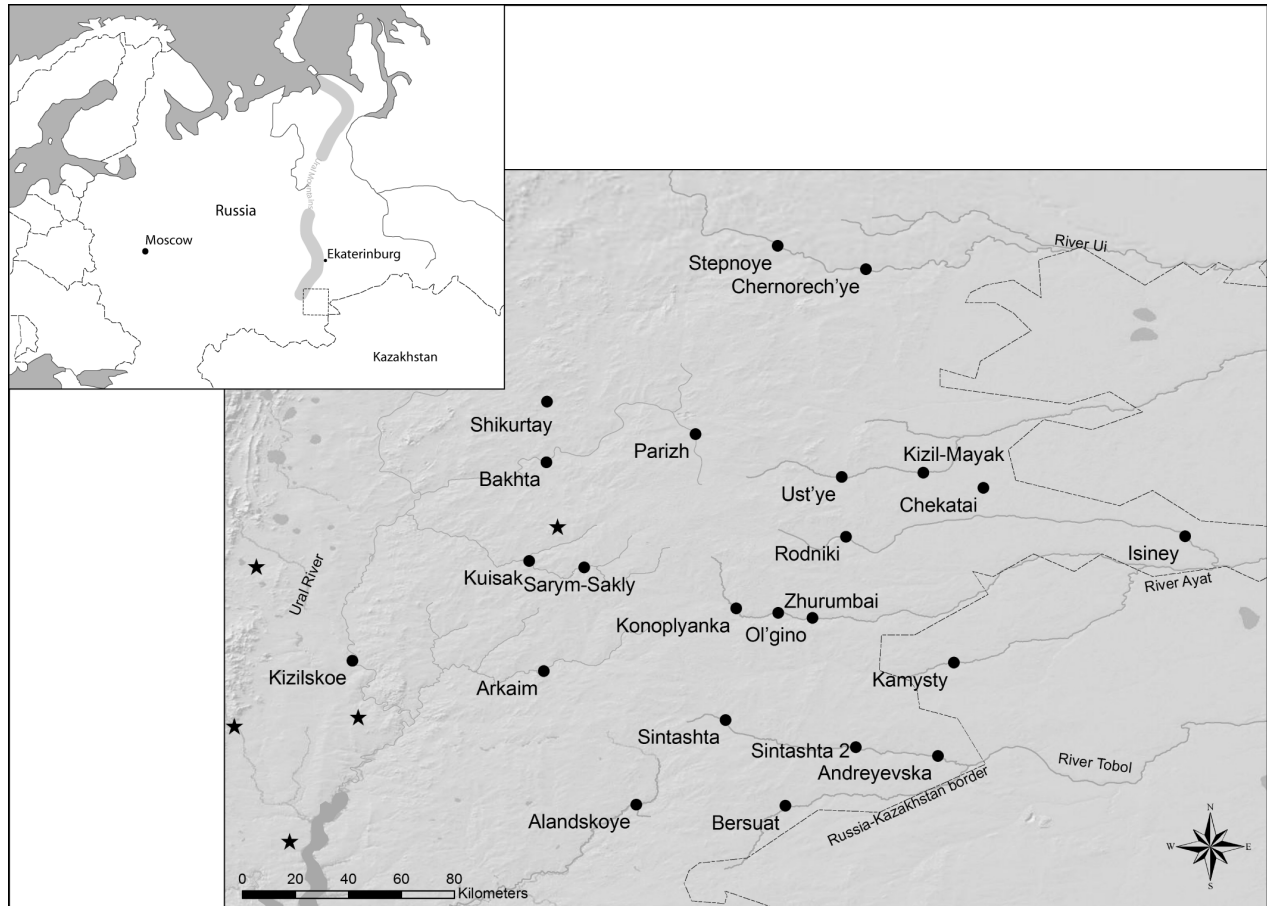 Russia
Moscow
Ural Mountains
Ekaterinburg
Kazakhstan
River Ui
Stepnoye
Chernorech'ye
Shikurtay
Parizh
Bakhta
Kizil-Mayak
Ust'ye
Chekatai
Rodniki
Isiney
Kuisak
Sarym-Sakly
River Ayat
Ural River
Zhurumbai
Konoplyanka
Ol'gino
Kizilskoe
Arkaim
Kamysty
Sintashta
Sintashta 2
Andreyevska
River Tobol
Russia-Kazakhstan border
Alandskoye
Bersuat
N
W E
S
0 20 40 60 80
Kilometers